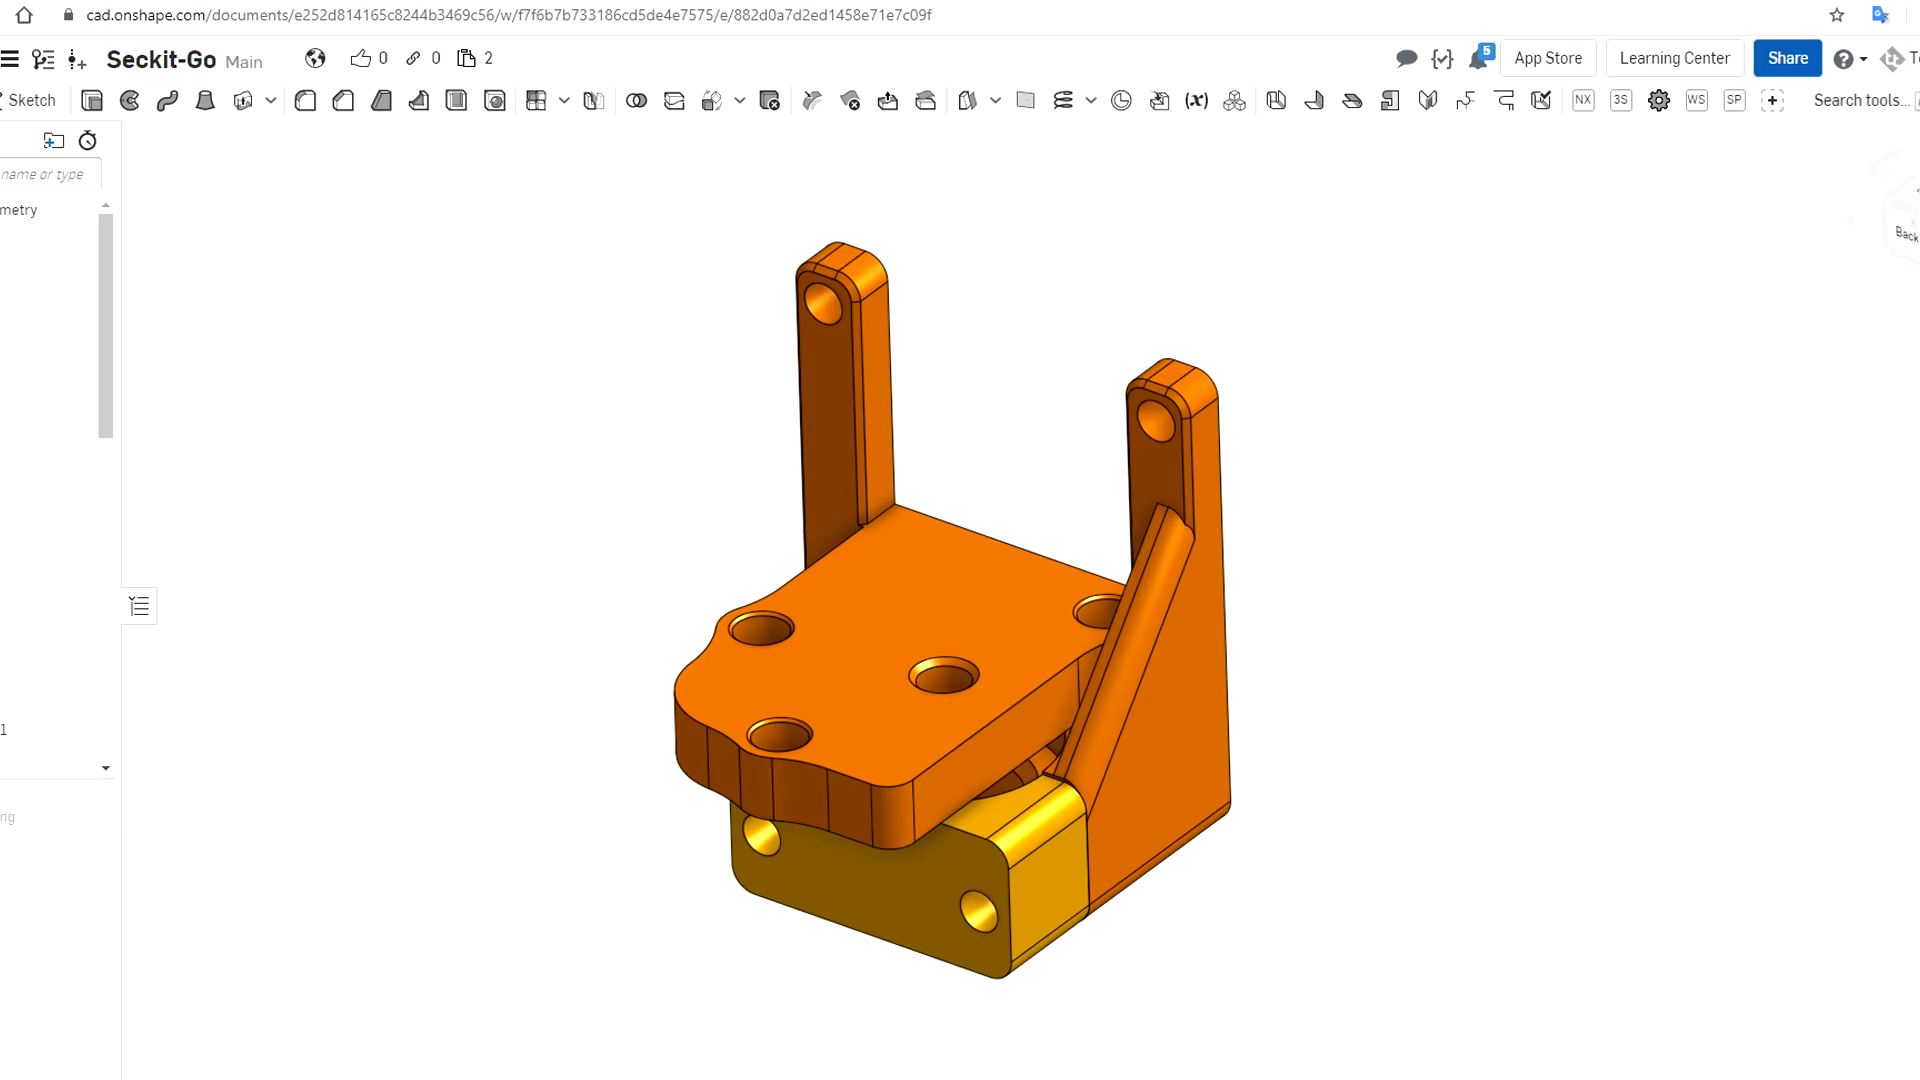 cad.onshape.com/documents/e252d814165c8244b3469c56/w/f7f6b7b733186cd5de4e7575/e/882d0a7d2ed1458e71e7c09f
Seckit-Go Main 0 0 2 5 App Store Learning Center Share
Sketch (x) NX 3S WS SP Search tools...
name or type
metry
Back
1
ng